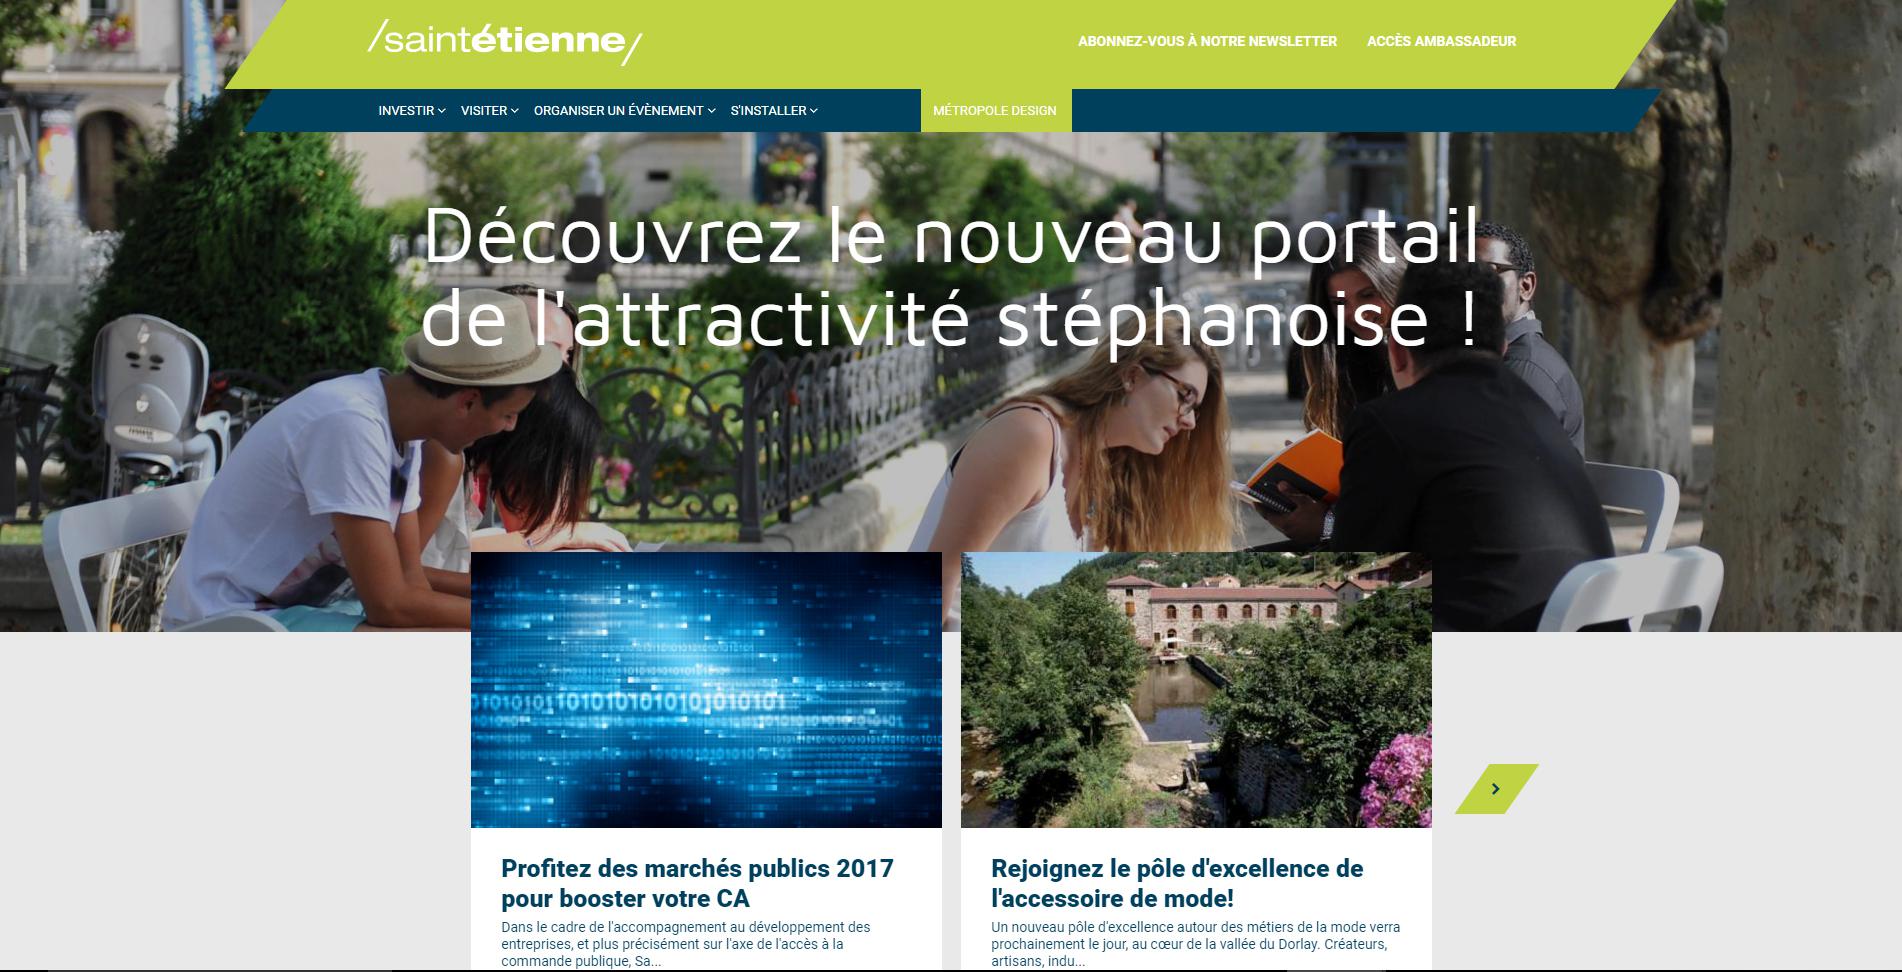 /saintétienne/
ABONNEZ-VOUS À NOTRE NEWSLETTER
ACCÈS AMBASSADEUR
INVESTIR
VISITER
ORGANISER UN ÉVÈNEMENT
S'INSTALLER
MÉTROPOLE DESIGN
Découvrez le nouveau portail
de l'attractivité stéphanoise !
1010101010101010101
Profitez des marchés publics 2017
pour booster votre CA
Dans le cadre de l'accompagnement au développement des
entreprises, et plus précisément sur l'axe de l'accès à la
commande publique, Sa...
Rejoignez le pôle d'excellence de
l'accessoire de mode!
Un nouveau pôle d'excellence autour des métiers de la mode verra
prochainement le jour, au cœur de la vallée du Dorlay. Créateurs,
artisans, indu...